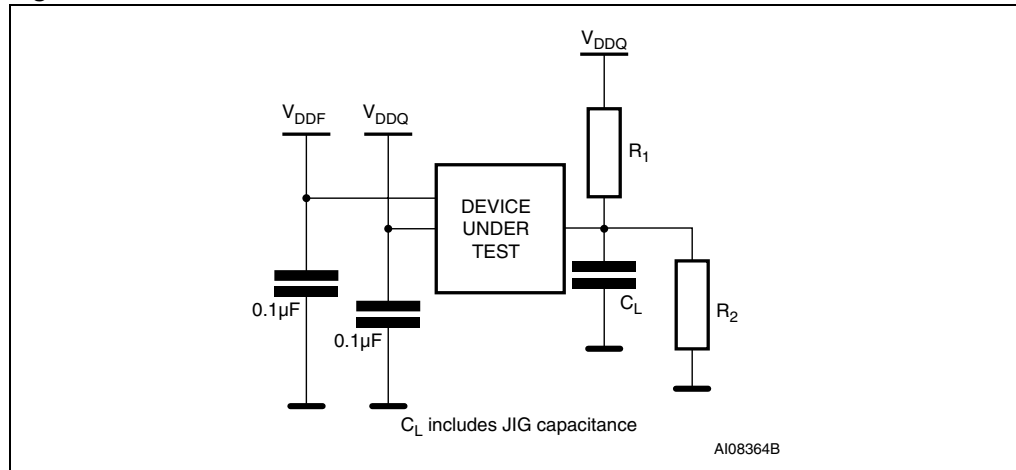 V_DDQ
V_DDF
V_DDQ
R_1
DEVICE
UNDER
TEST
0.1µF
0.1µF
C_L
R_2
C_L includes JIG capacitance
AI08364B